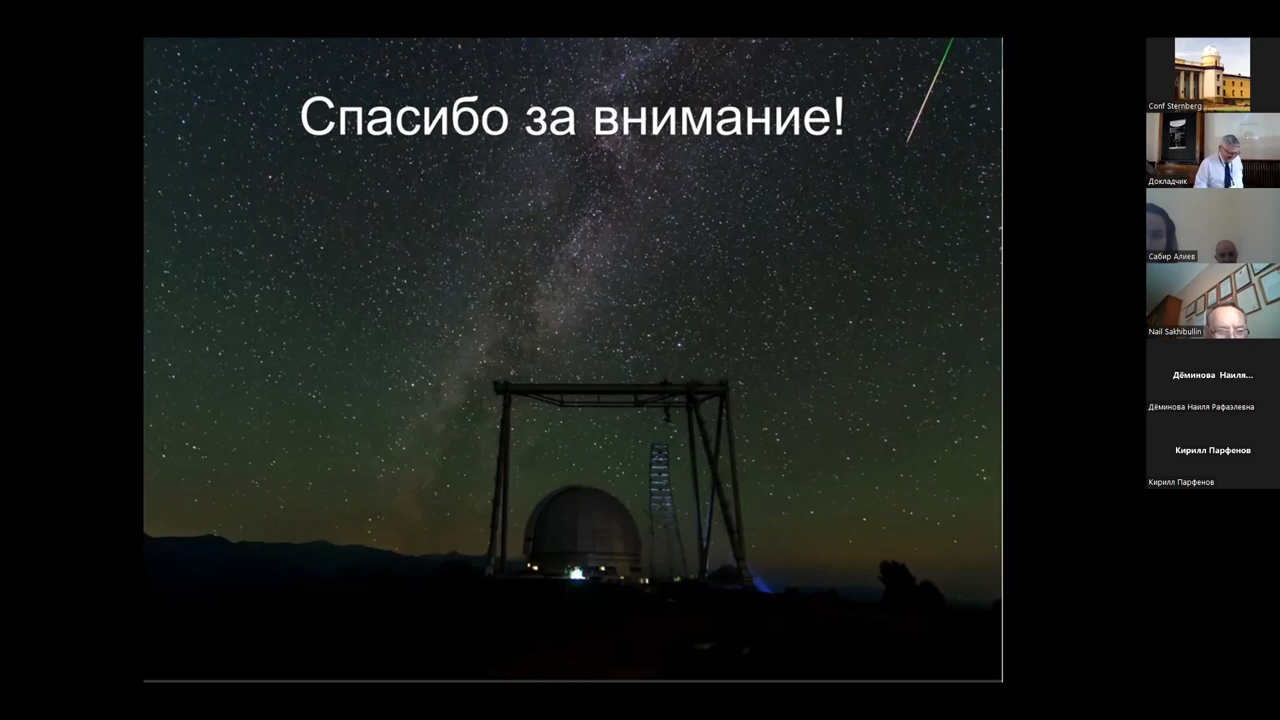 Спасибо за внимание!
Conf Sternberg
Докладчик
Сабир Алиев
Nail Sakhibullin
Дёминова Наиля...
Дёминова Наиля Рафаэлевна
Кирилл Парфенов
Кирилл Парфенов